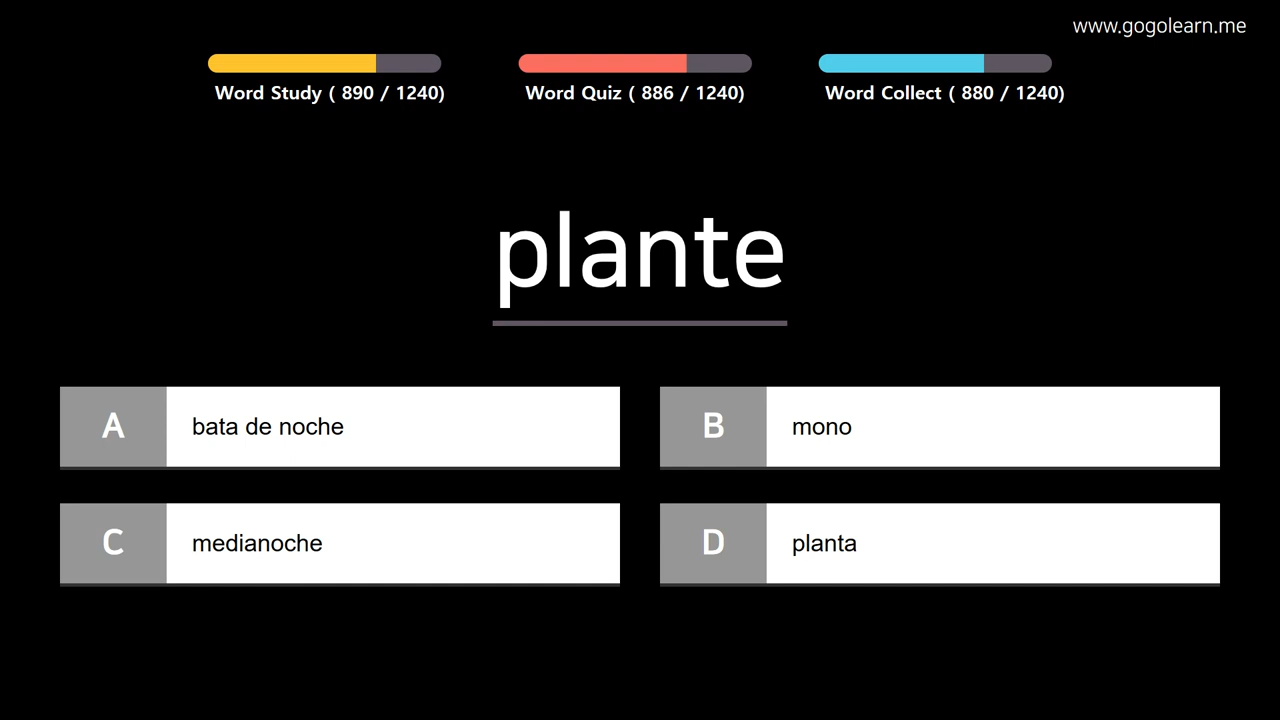 www.gogolearn.me
Word Study ( 890 / 1240)
Word Quiz ( 886 / 1240)
Word Collect ( 880 / 1240)
plante
A bata de noche
B mono
C medianoche
D planta